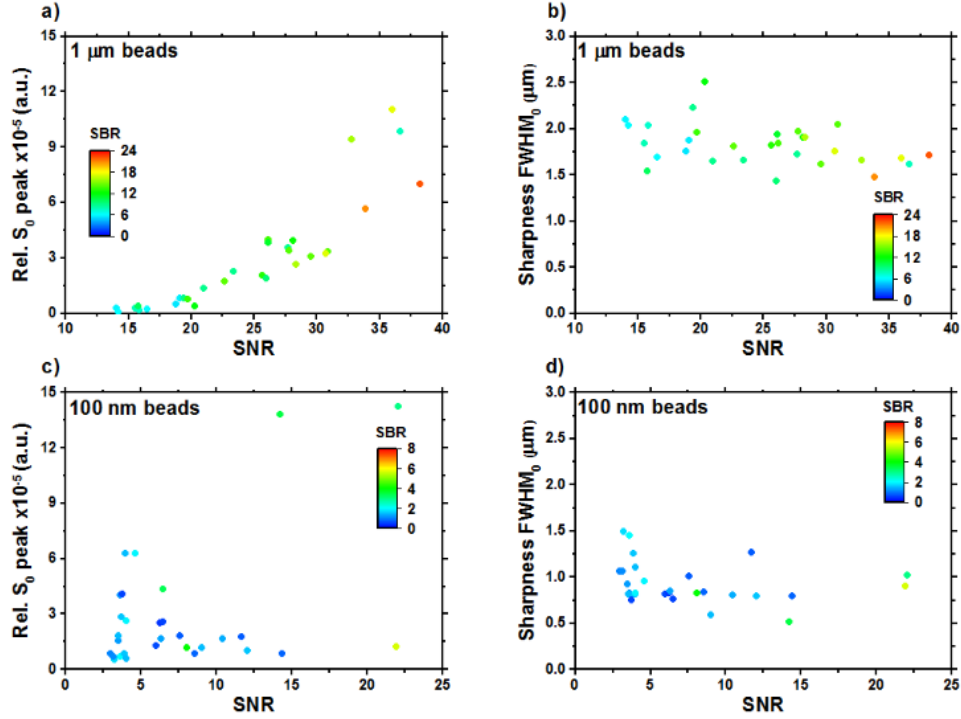 a)
1 μm beads
Rel. S0 peak x10-5 (a.u.)
15
12
9
6
3
0
SBR
24
18
12
6
0
10 15 20 25 30 35 40
SNR
b)
1 μm beads
Sharpness FWHM0 (μm)
3.0
2.5
2.0
1.5
1.0
0.5
0.0
SBR
24
18
12
6
0
10 15 20 25 30 35 40
SNR
c)
100 nm beads
Rel. S0 peak x10-5 (a.u.)
15
12
9
6
3
0
SBR
8
6
4
2
0
0 5 10 15 20 25
SNR
d)
100 nm beads
Sharpness FWHM0 (μm)
3.0
2.5
2.0
1.5
1.0
0.5
0.0
SBR
8
6
4
2
0
0 5 10 15 20 25
SNR